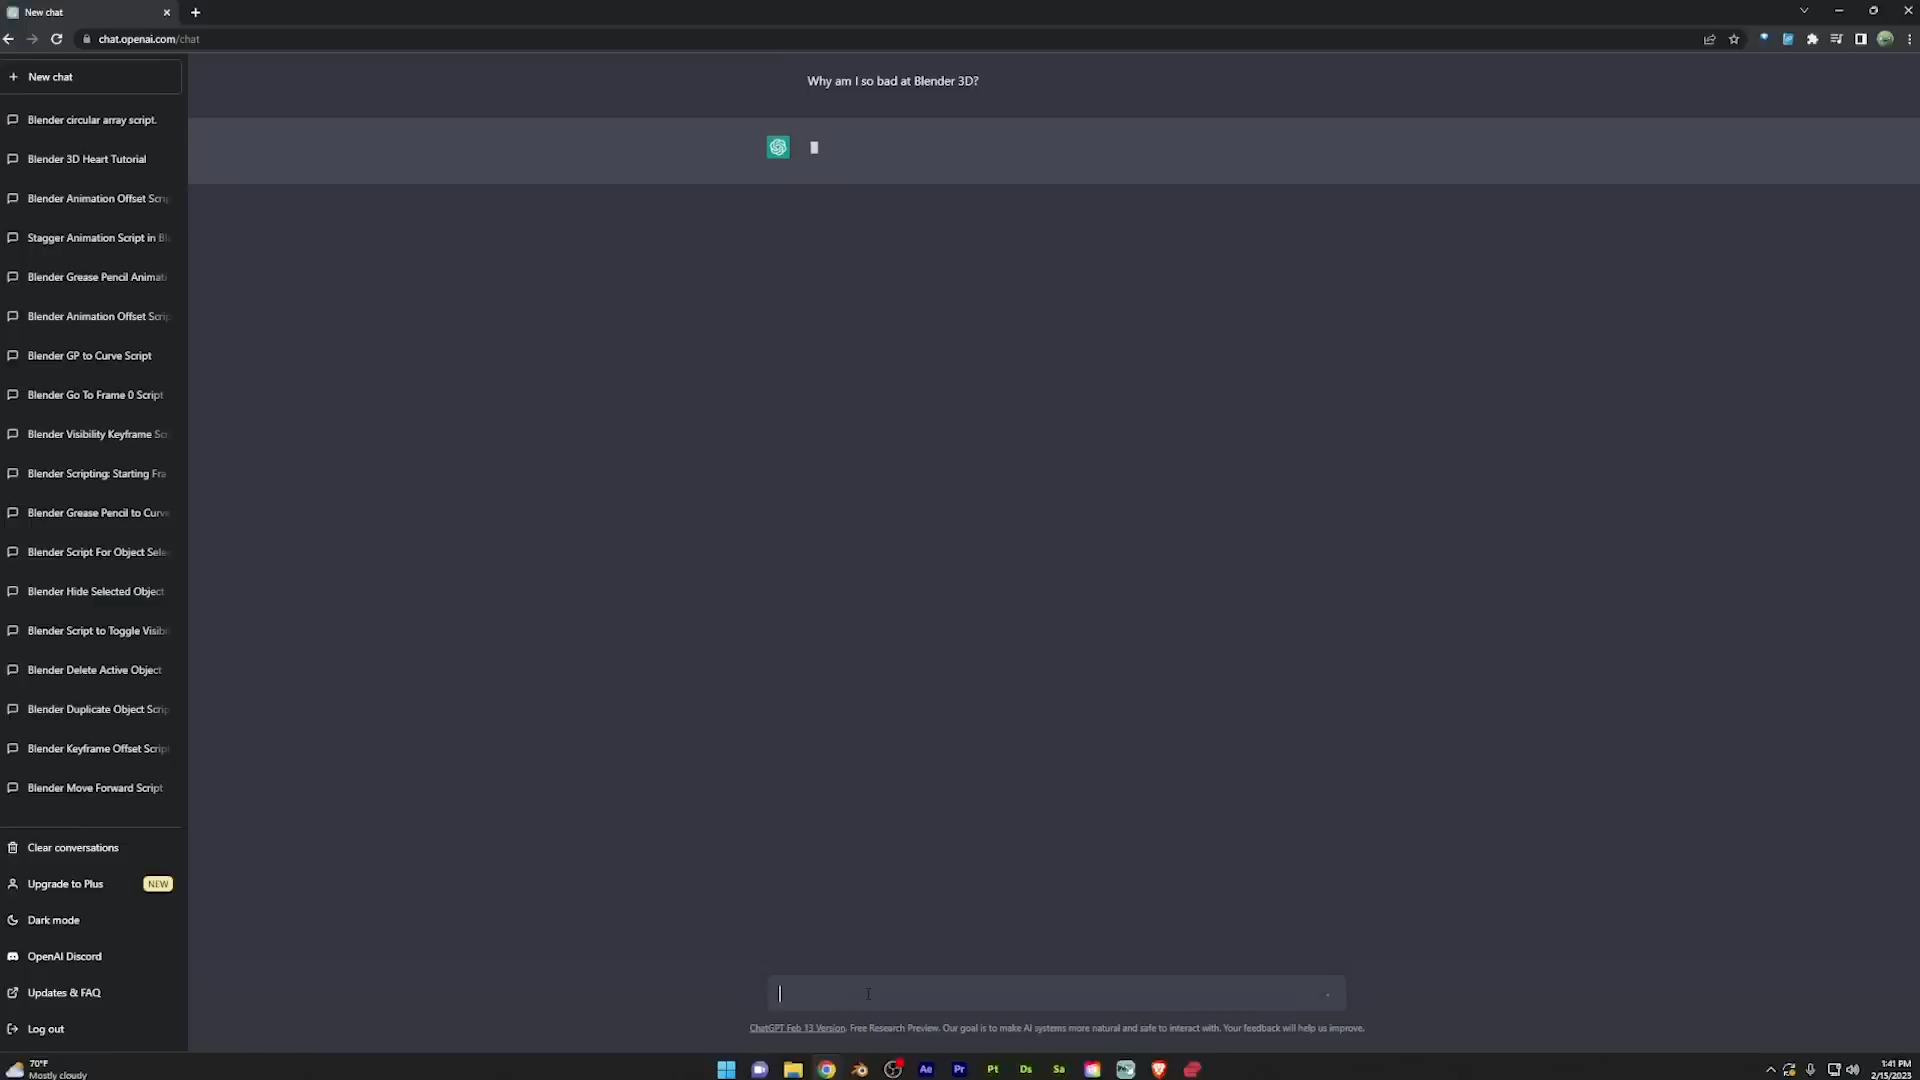 New chat
chat.openai.com/chat
New chat
Blender circular array script.
Blender 3D Heart Tutorial
Blender Animation Offset Scrip
Stagger Animation Script in Bl
Blender Grease Pencil Animati
Blender Animation Offset Scrip
Blender GP to Curve Script
Blender Go To Frame 0 Script
Blender Visibility Keyframe Sc
Blender Scripting: Starting Fra
Blender Grease Pencil to Curve
Blender Script For Object Sele
Blender Hide Selected Object
Blender Script to Toggle Visibi
Blender Delete Active Object
Blender Duplicate Object Scrip
Blender Keyframe Offset Script
Blender Move Forward Script
Clear conversations
Upgrade to Plus NEW
Dark mode
OpenAI Discord
Updates & FAQ
Log out
Why am I so bad at Blender 3D?
ChatGPT Feb 13 Version. Free Research Preview. Our goal is to make AI systems more natural and safe to interact with. Your feedback will help us improve.
70°F
Mostly cloudy
Ae Pr Pt Ds Sa
1:41 PM
2/15/2023